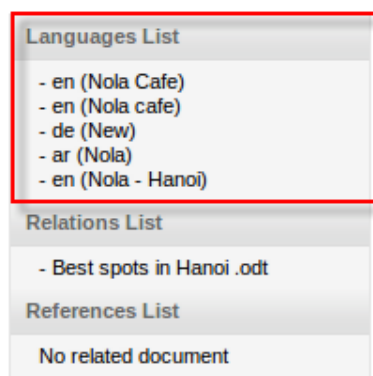 Languages List
- en (Nola Cafe)
- en (Nola cafe)
- de (New)
- ar (Nola)
- en (Nola - Hanoi)
Relations List
- Best spots in Hanoi .odt
References List
No related document